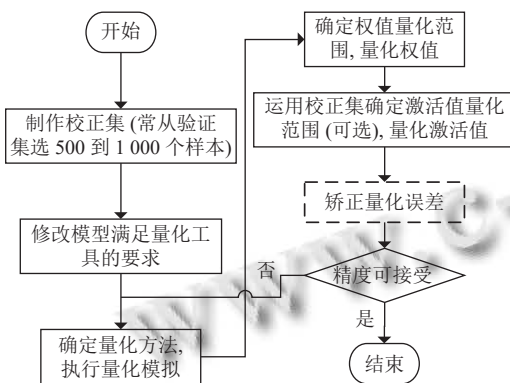 开始
制作校正集 (常从验证
集选 500 到 1 000 个样本)
修改模型满足量化工
具的要求
确定量化方法,
执行量化模拟
确定权值量化范
围, 量化权值
运用校正集确定激活值量化
范围 (可选), 量化激活值
矫正量化误差
精度可接受
否
是
结束
www.c